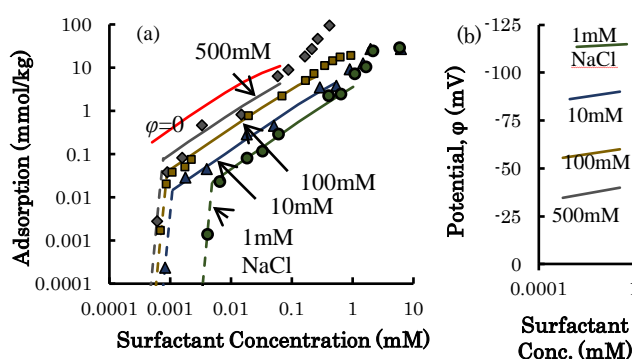 (a)
Adsorption (mmol/kg)
100
10
1
0.1
0.01
0.001
0.0001
500mM
φ=0
100mM
10mM
1mM
NaCl
0.0001 0.001 0.01 0.1 1 10
Surfactant Concentration (mM)
(b)
Potential, φ (mV)
-125
-100
-75
-50
-25
0
1mM
NaCl
10mM
100mM
500mM
0.0001 1
Surfactant
Conc. (mM)